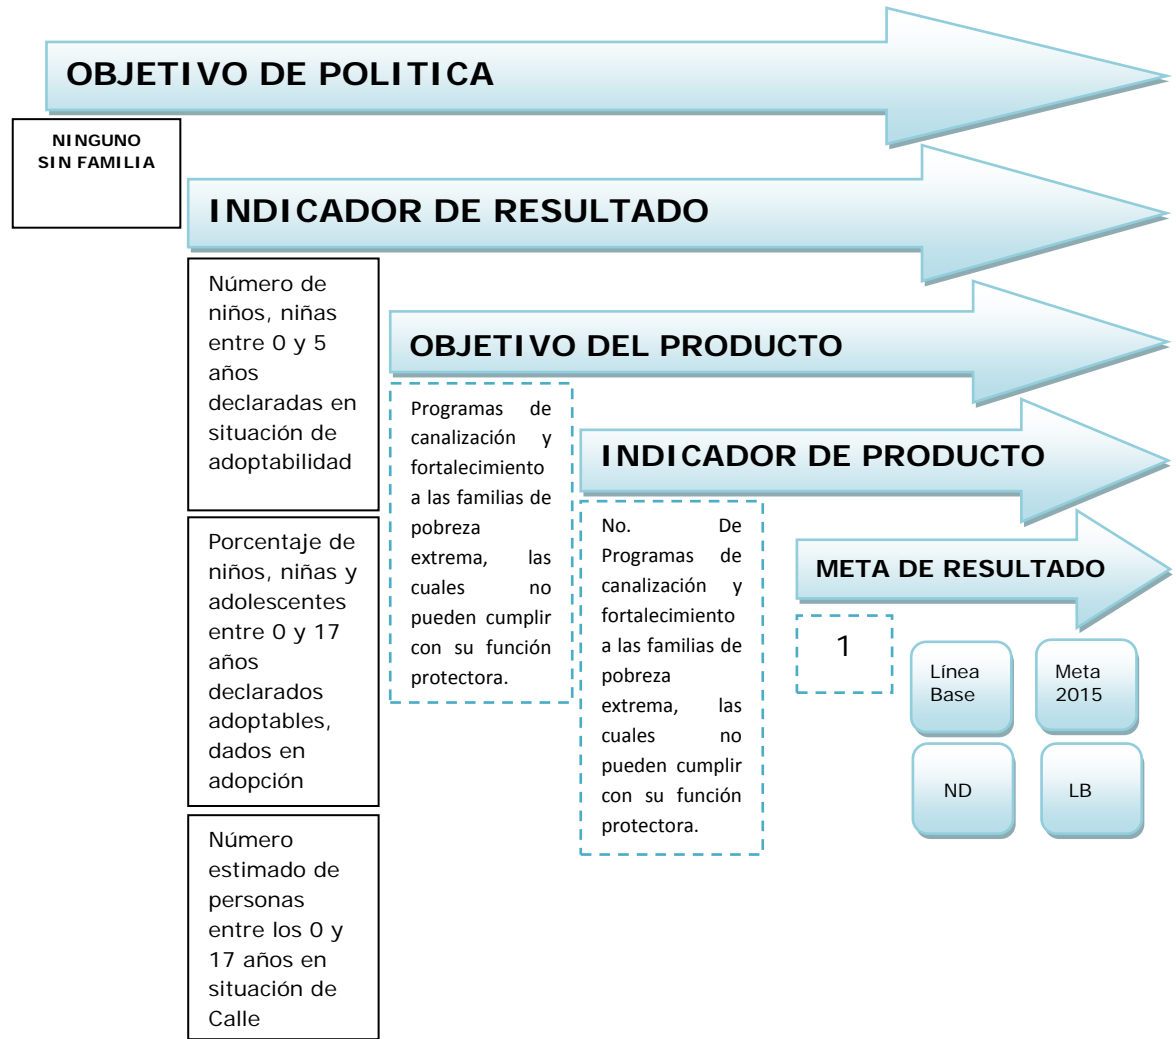 OBJETIVO DE POLITICA
NINGUNO
SIN FAMILIA
INDICADOR DE RESULTADO
Número de
niños, niñas
entre 0 y 5
años
declaradas en
situación de
adoptabilidad
Porcentaje de
niños, niñas y
adolescentes
entre 0 y 17
años
declarados
adoptables,
dados en
adopción
Número
estimado de
personas
entre los 0 y
17 años en
situación de
Calle
OBJETIVO DEL PRODUCTO
Programas de
canalización y
fortalecimiento
a las familias de
pobreza
extrema, las
cuales no
pueden cumplir
con su función
protectora.
INDICADOR DE PRODUCTO
No. De
Programas de
canalización y
fortalecimiento
a las familias de
pobreza
extrema, las
cuales no
pueden cumplir
con su función
protectora.
META DE RESULTADO
1
Línea
Base
Meta
2015
ND
LB